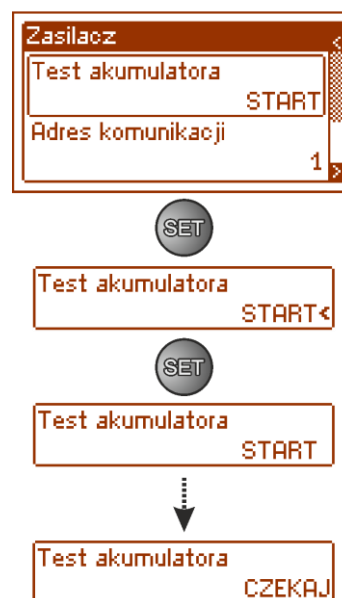 Zasilacz
Test akumulatora
START
Adres komunikacji
1
SET
Test akumulatora
START<
SET
Test akumulatora
START
Test akumulatora
CZEKAJ